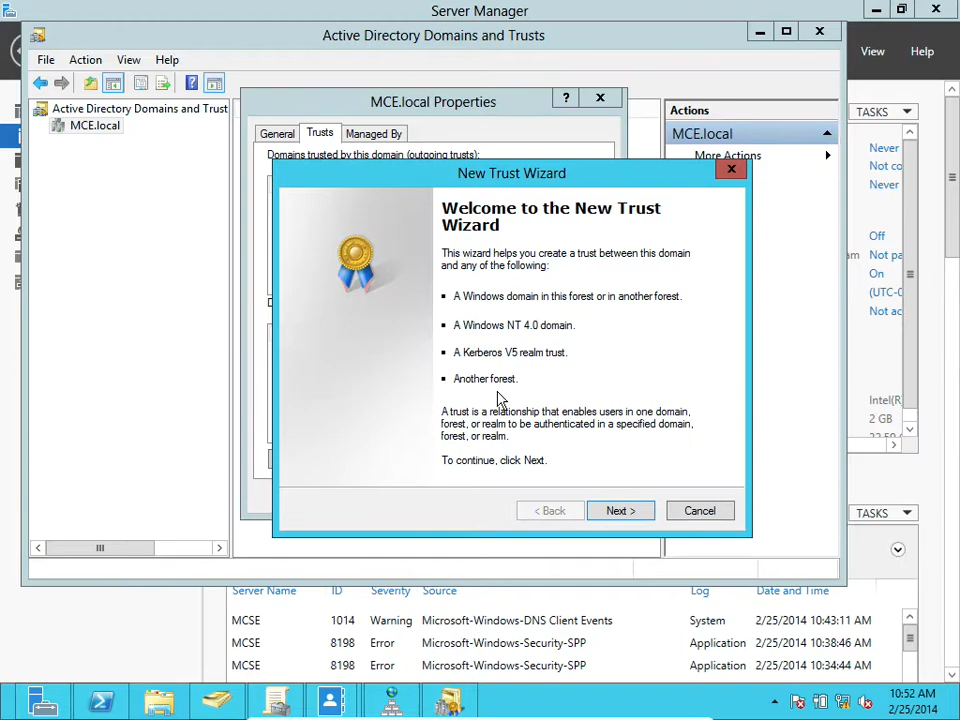 Server Manager
Active Directory Domains and Trusts
File Action View Help
View Help
Active Directory Domains and Trust
MCE.local
MCE.local Properties
?
General Trusts Managed By
Domains trusted by this domain (outgoing trusts):
Actions
MCE.local
More Actions
TASKS
Never
Not co
Never
Off
Not pa
On
(UTC-0
Not ac
Intel(R)
2 GB
New Trust Wizard
Welcome to the New Trust
Wizard
This wizard helps you create a trust between this domain
and any of the following:
A Windows domain in this forest or in another forest.
A Windows NT 4.0 domain.
A Kerberos V5 realm trust.
Another forest.
A trust is a relationship that enables users in one domain,
forest, or realm to be authenticated in a specified domain,
forest, or realm.
To continue, click Next.
< Back Next > Cancel
TASKS
Server Name ID Severity Source Log Date and Time
MCSE 1014 Warning Microsoft-Windows-DNS Client Events System 2/25/2014 10:43:11 AM
MCSE 8198 Error Microsoft-Windows-Security-SPP Application 2/25/2014 10:38:46 AM
MCSE 8198 Error Microsoft-Windows-Security-SPP Application 2/25/2014 10:34:44 AM
10:52 AM
2/25/2014